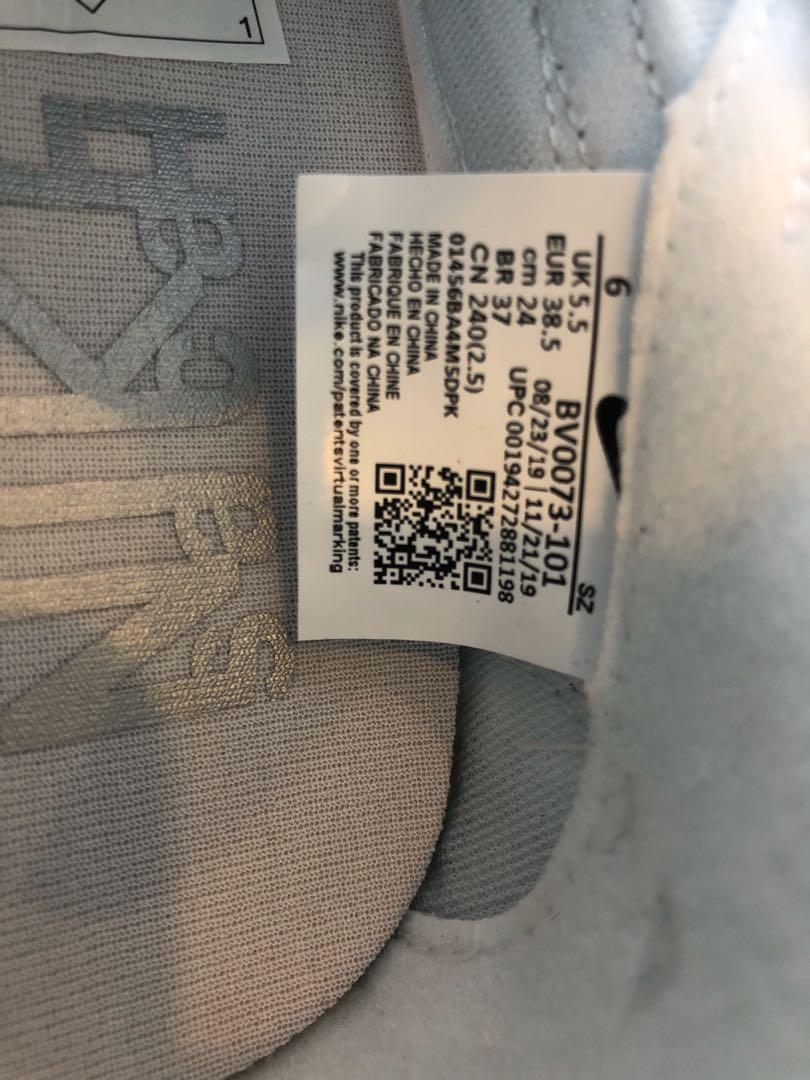 1
6
UK 5.5
EUR 38.5
cm 24
BR 37
CN 240(2.5)
BV0073-101
SZ
08/23/19 | 11/21/19
UPC 00194272881198
01456BA4M5DPK
MADE IN CHINA
HECHO EN CHINA
FABRIQUE EN CHINE
FABRICADO NA CHINA
This product is covered by one or more patents:
www.nike.com/patentsvirtualmarking